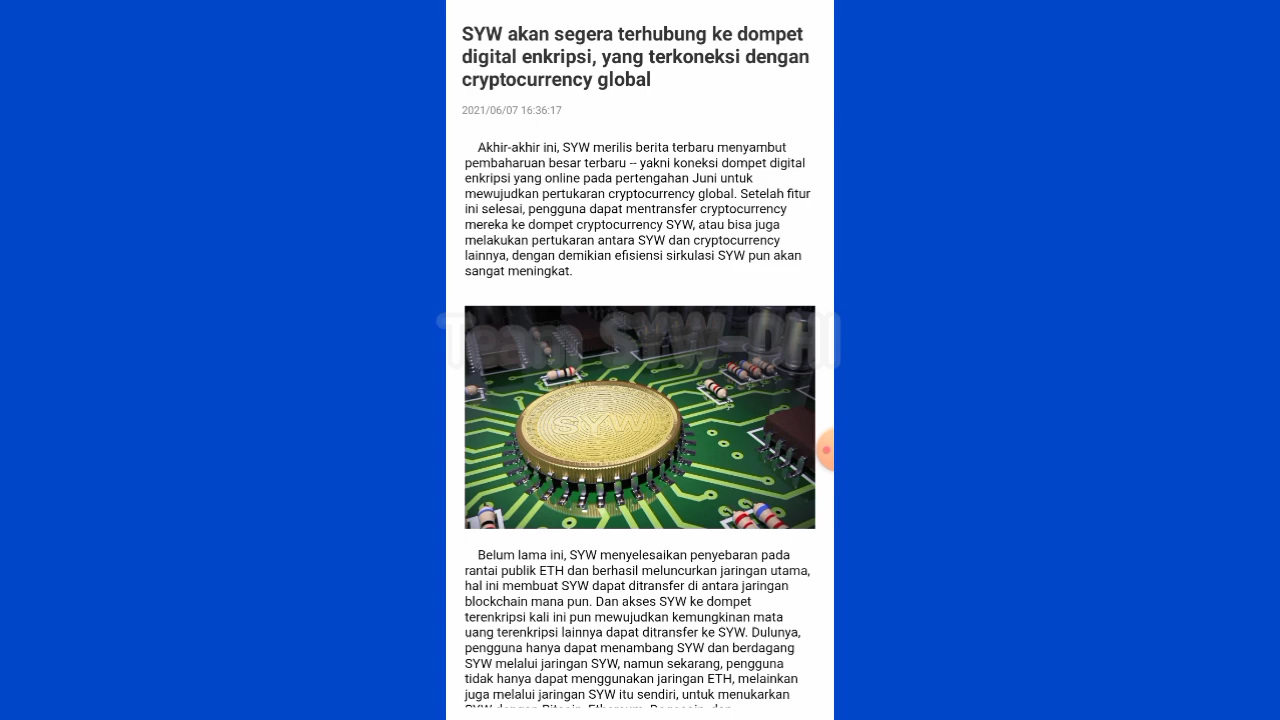 SYW akan segera terhubung ke dompet
digital enkripsi, yang terkoneksi dengan
cryptocurrency global
2021/06/07 16:36:17
Akhir-akhir ini, SYW merilis berita terbaru menyambut
pembaharuan besar terbaru -- yakni koneksi dompet digital
enkripsi yang online pada pertengahan Juni untuk
mewujudkan pertukaran cryptocurrency global. Setelah fitur
ini selesai, pengguna dapat mentransfer cryptocurrency
mereka ke dompet cryptocurrency SYW, atau bisa juga
melakukan pertukaran antara SYW dan cryptocurrency
lainnya, dengan demikian efisiensi sirkulasi SYW pun akan
sangat meningkat.
Team SYW-
SYW
Belum lama ini, SYW menyelesaikan penyebaran pada
rantai publik ETH dan berhasil meluncurkan jaringan utama,
hal ini membuat SYW dapat ditransfer di antara jaringan
blockchain mana pun. Dan akses SYW ke dompet
terenkripsi kali ini pun mewujudkan kemungkinan mata
uang terenkripsi lainnya dapat ditransfer ke SYW. Dulunya,
pengguna hanya dapat menambang SYW dan berdagang
SYW melalui jaringan SYW, namun sekarang, pengguna
tidak hanya dapat menggunakan jaringan ETH, melainkan
juga melalui jaringan SYW itu sendiri, untuk menukarkan